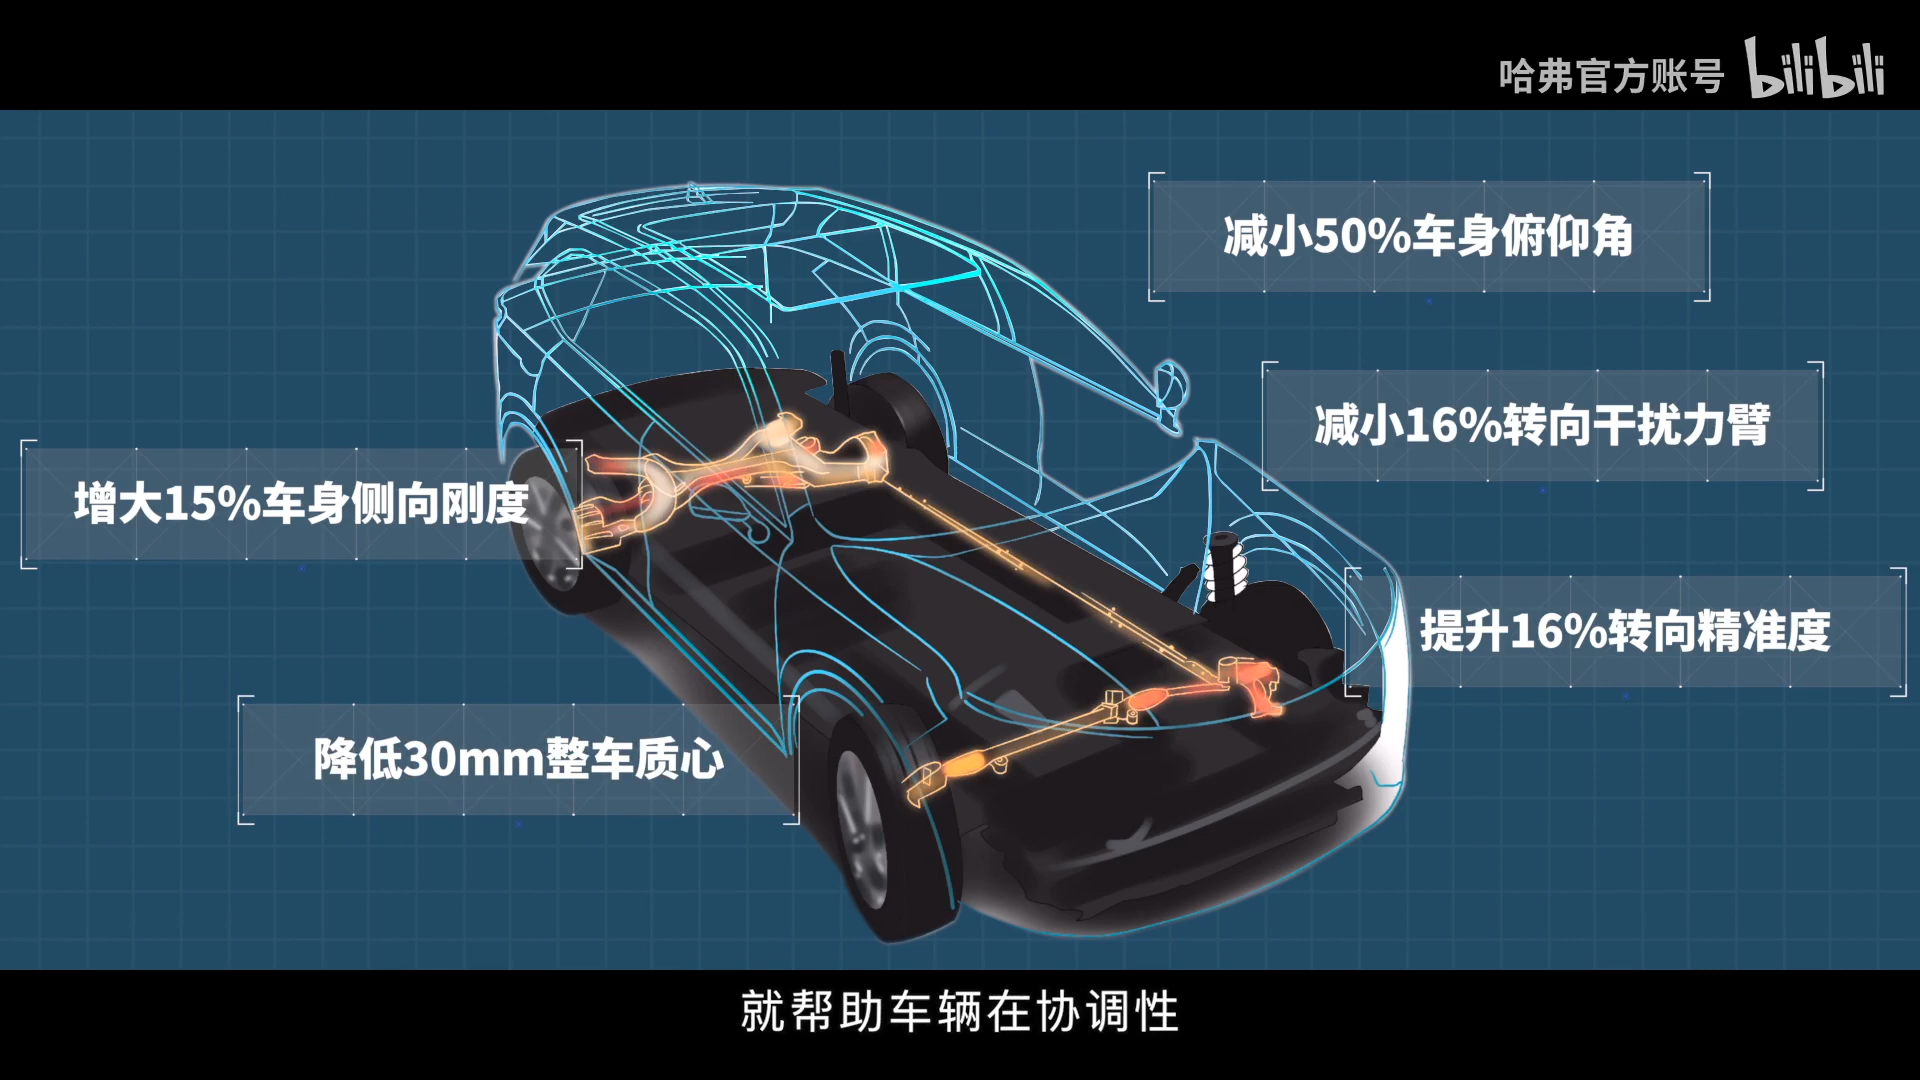 哈弗官方账号 bilibili
减小50%车身俯仰角
减小16%转向干扰力臂
增大15%车身侧向刚度
提升16%转向精准度
降低30mm整车质心
就帮助车辆在协调性